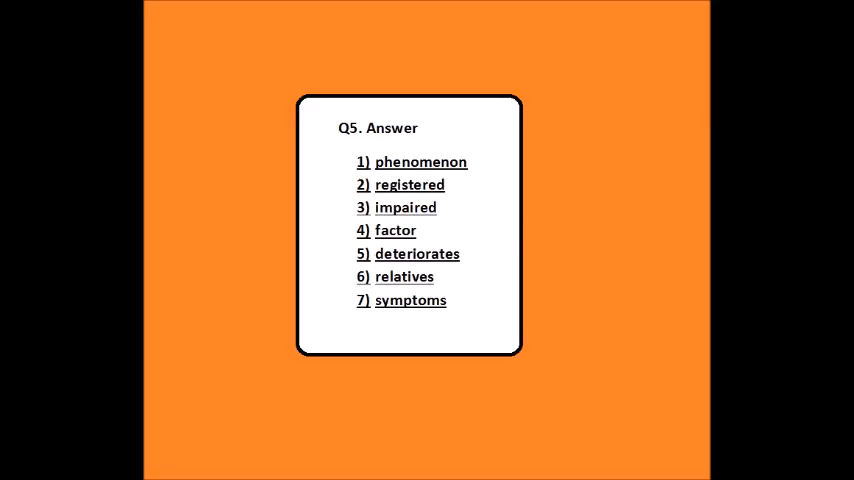 Q5. Answer
1) phenomenon
2) registered
3) impaired
4) factor
5) deteriorates
6) relatives
7) symptoms